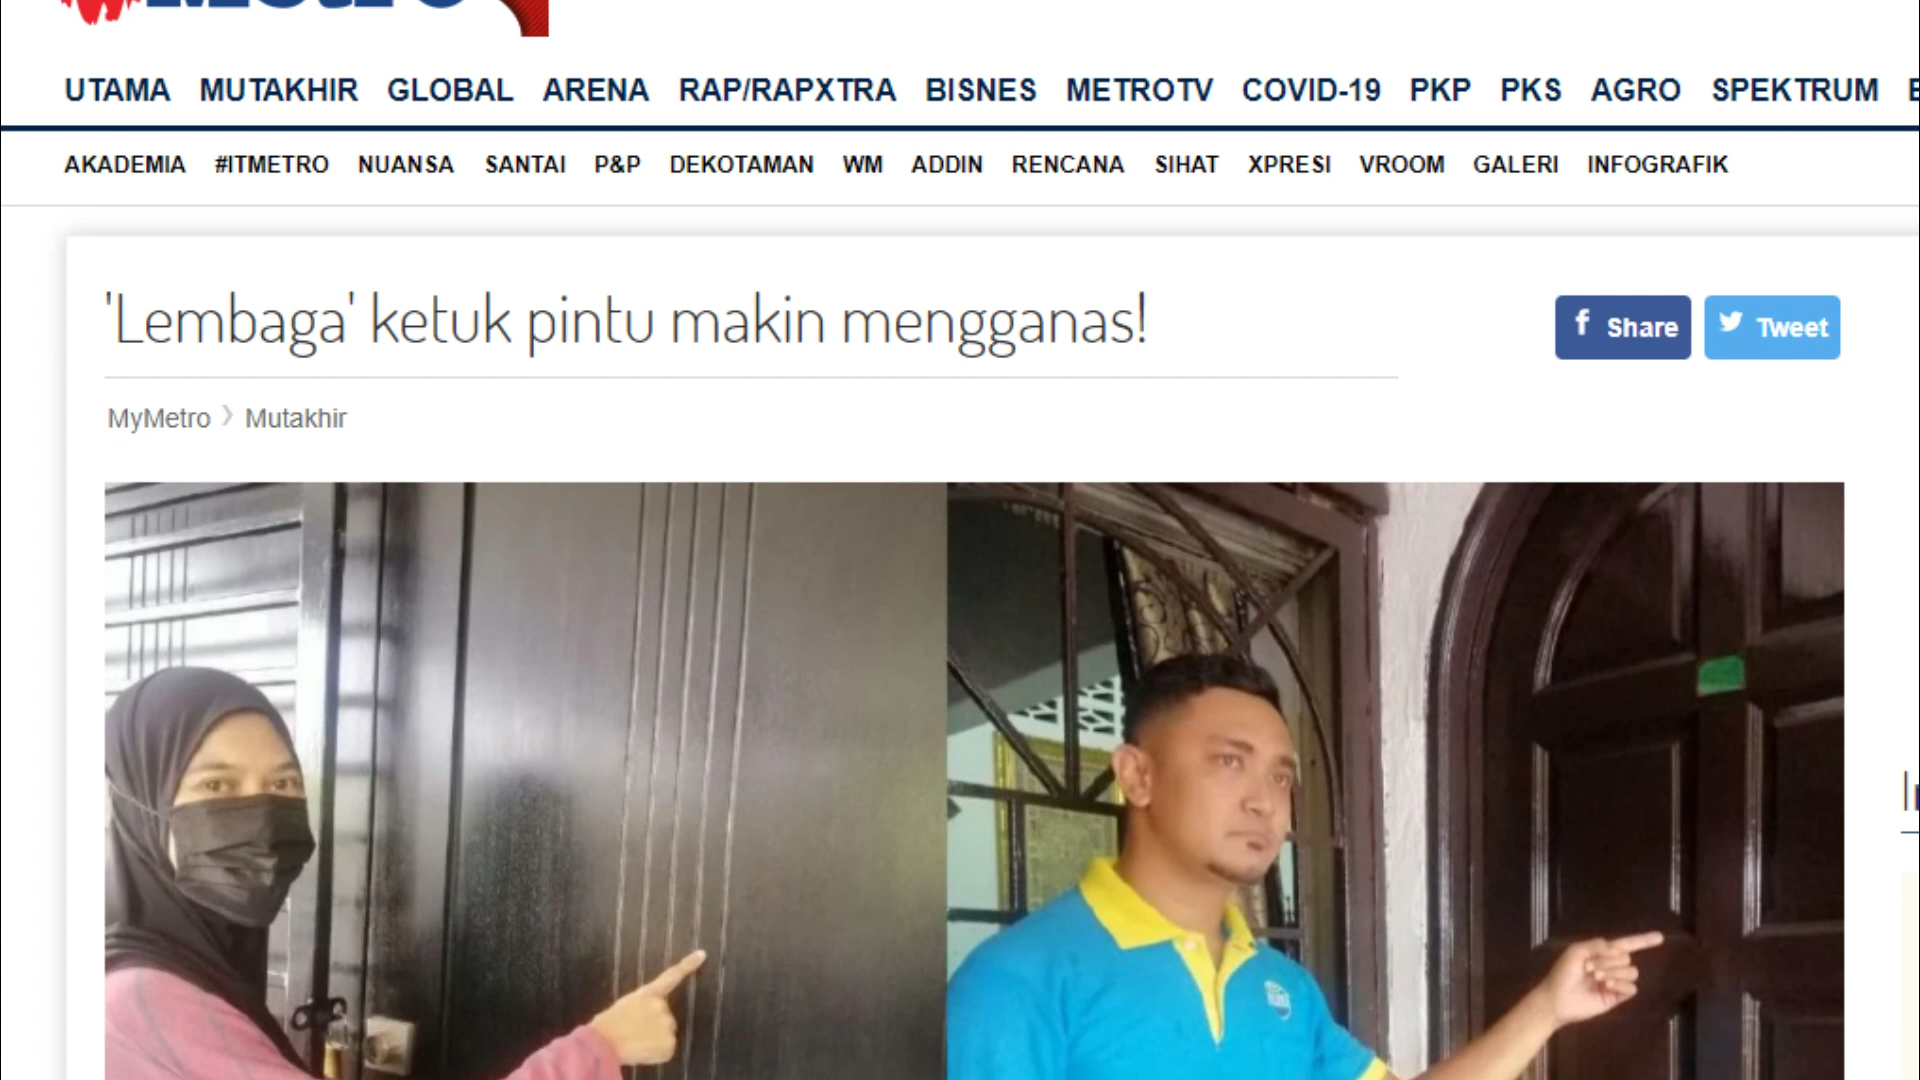 Metro
UTAMA MUTAKHIR GLOBAL ARENA RAP/RAPXTRA BISNES METROTV COVID-19 PKP PKS AGRO SPEKTRUM
AKADEMIA #ITMETRO NUANSA SANTAI P&P DEKOTAMAN WM ADDIN RENCANA SIHAT XPRESI VROOM GALERI INFOGRAFIK
'Lembaga' ketuk pintu makin mengganas!
Share Tweet
MyMetro > Mutakhir